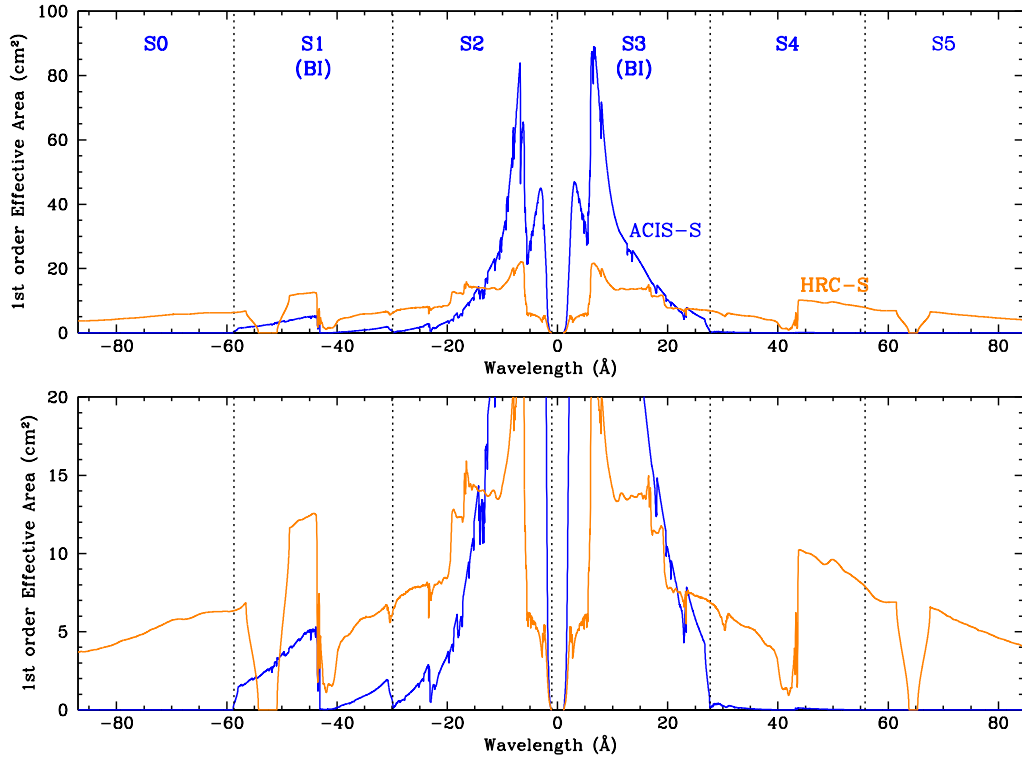 1st order Effective Area (cm²)
100
80
60
40
20
0
S0
S1
(BI)
S2
S3
(BI)
S4
S5
ACIS-S
HRC-S
−80
−60
−40
−20
0
20
40
60
80
Wavelength (Å)
1st order Effective Area (cm²)
20
15
10
5
0
−80
−60
−40
−20
0
20
40
60
80
Wavelength (Å)